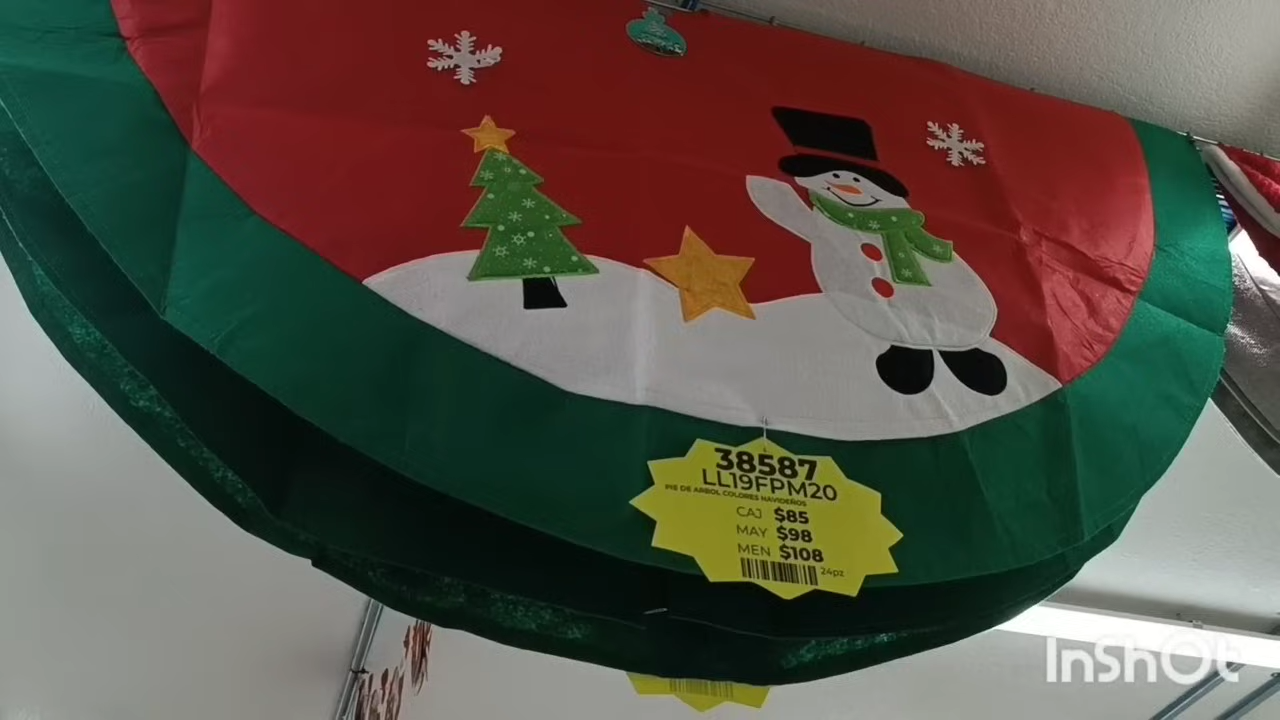 38587
LL19FPM20
PIE DE ARBOL COLORES NAVIDEÑOS
CAJ $85
MAY $98
MEN $108
24pz
InShOt